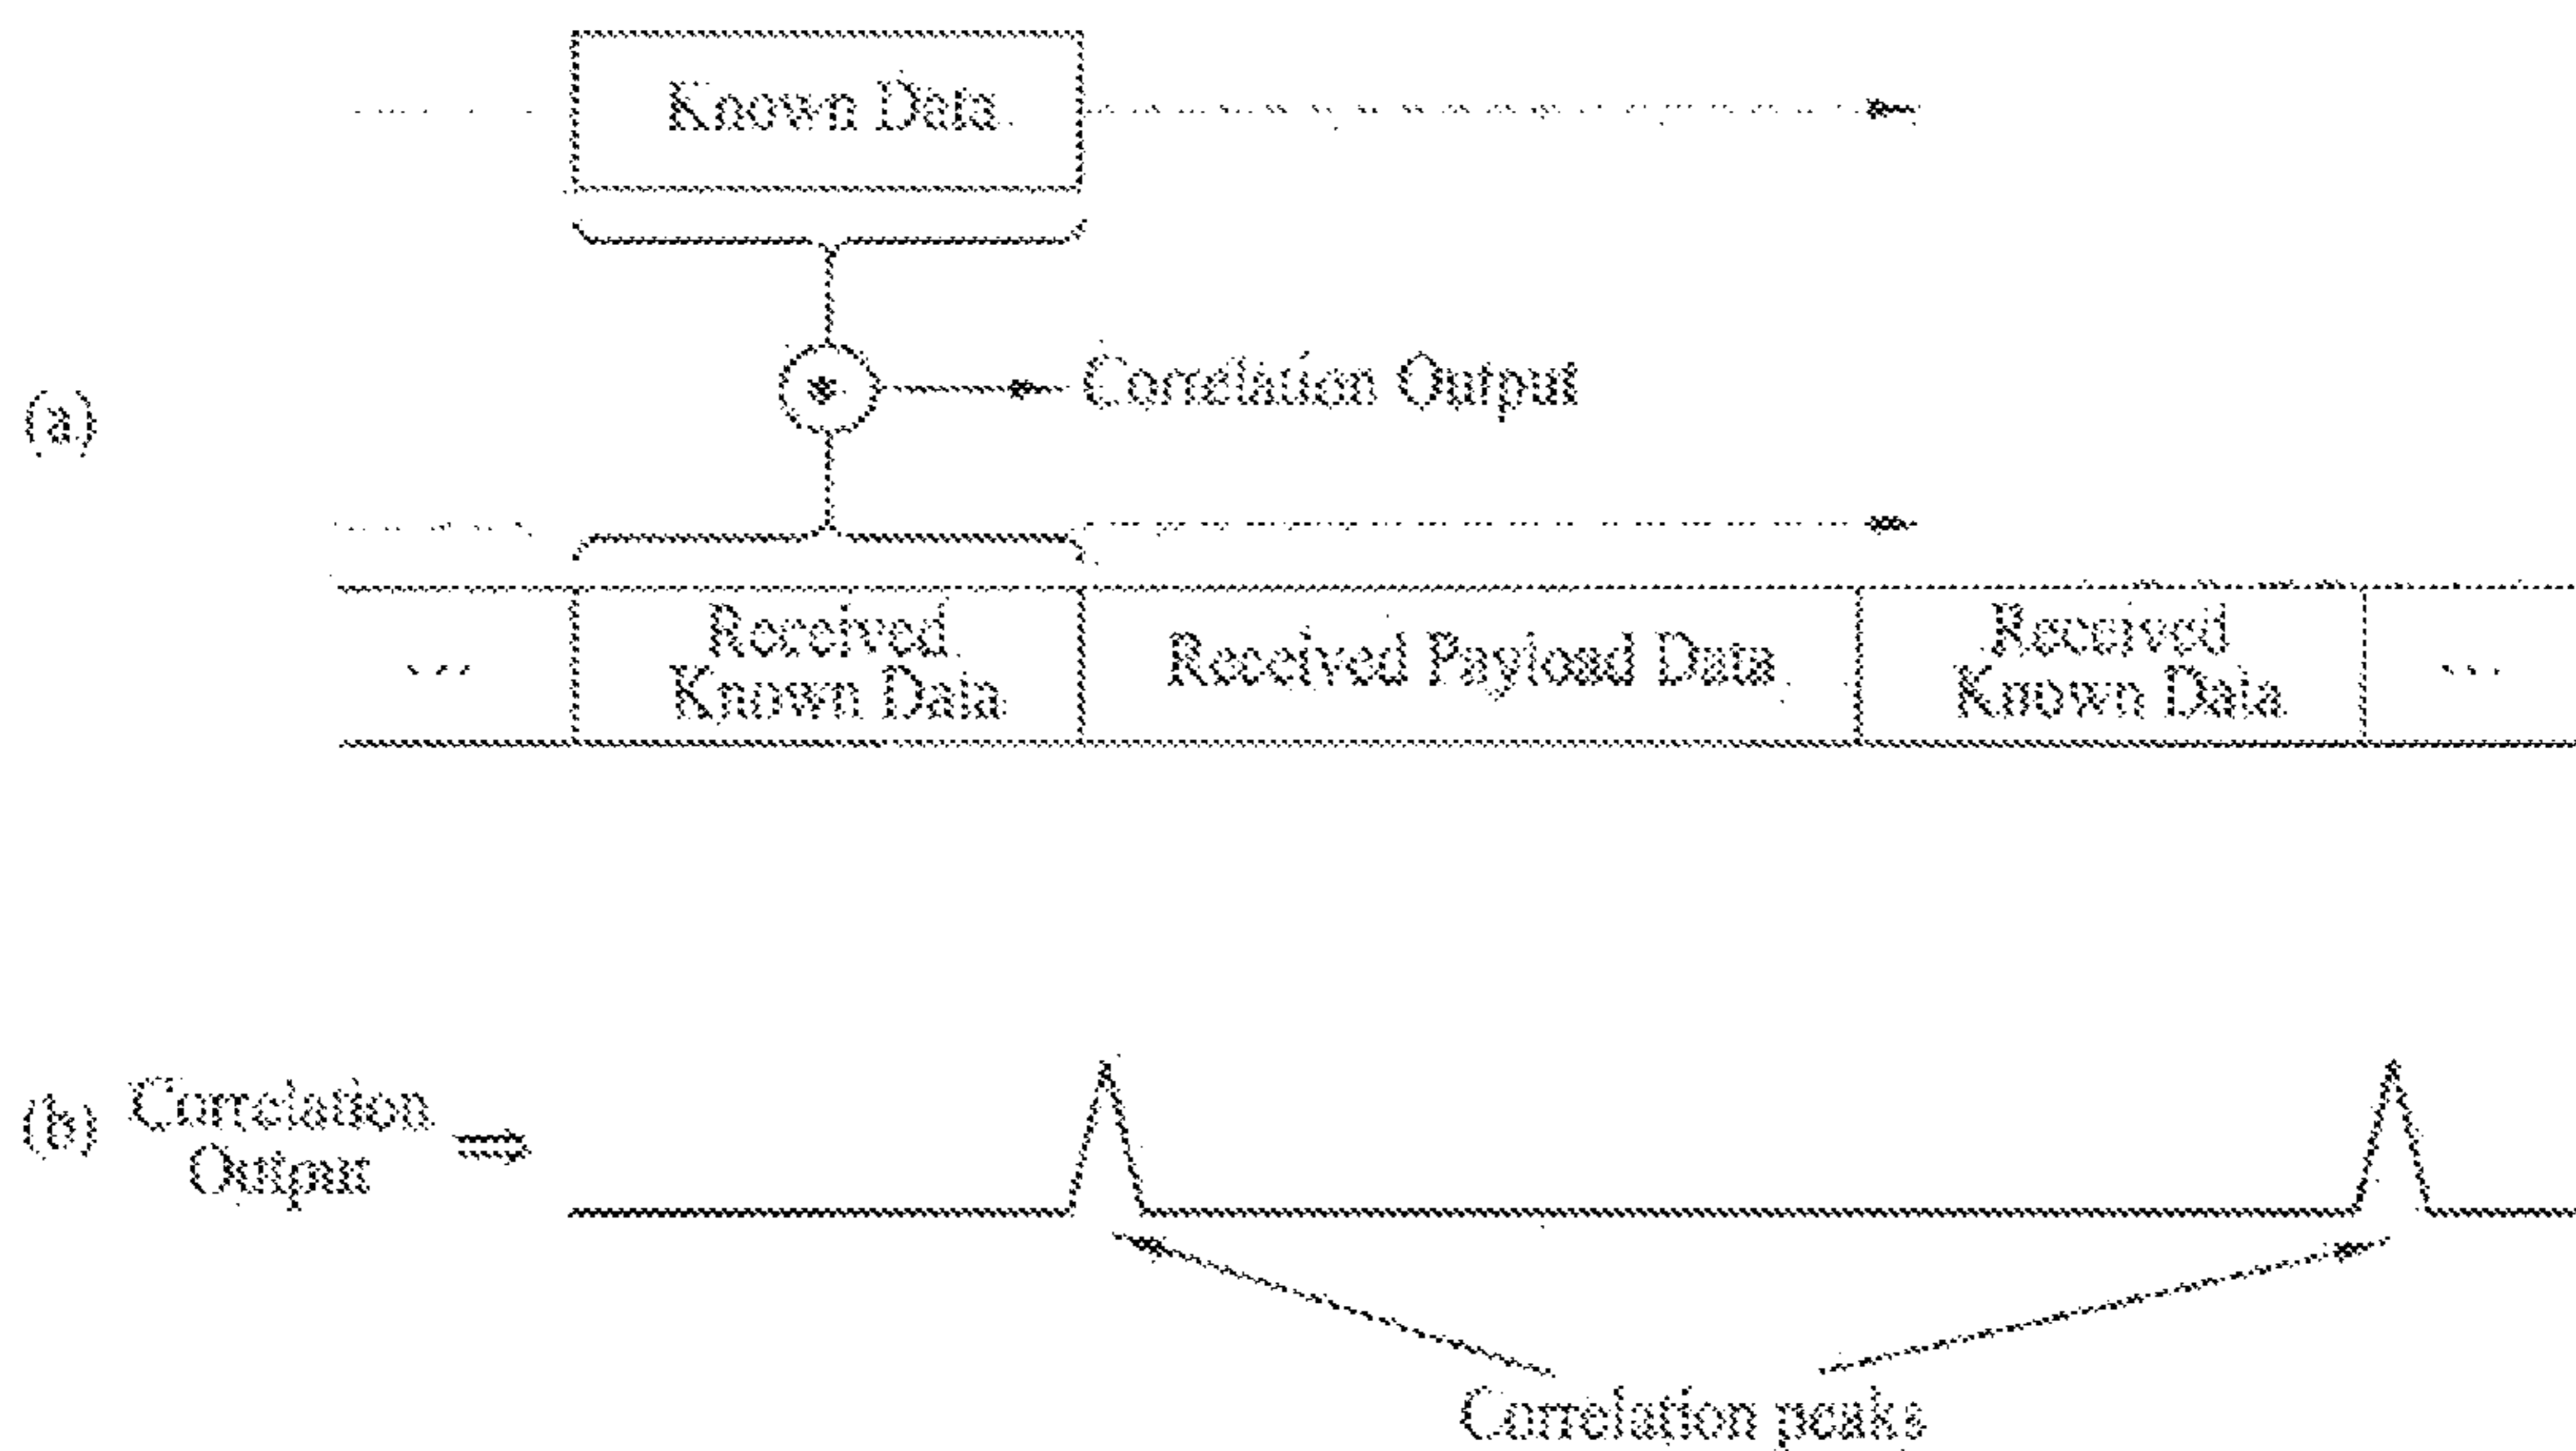 Known Data
(a)
Correlation Output
...
Received
Known Data
Received Payload Data
Received
Known Data
...
(b)
Correlation
Output
Correlation peaks